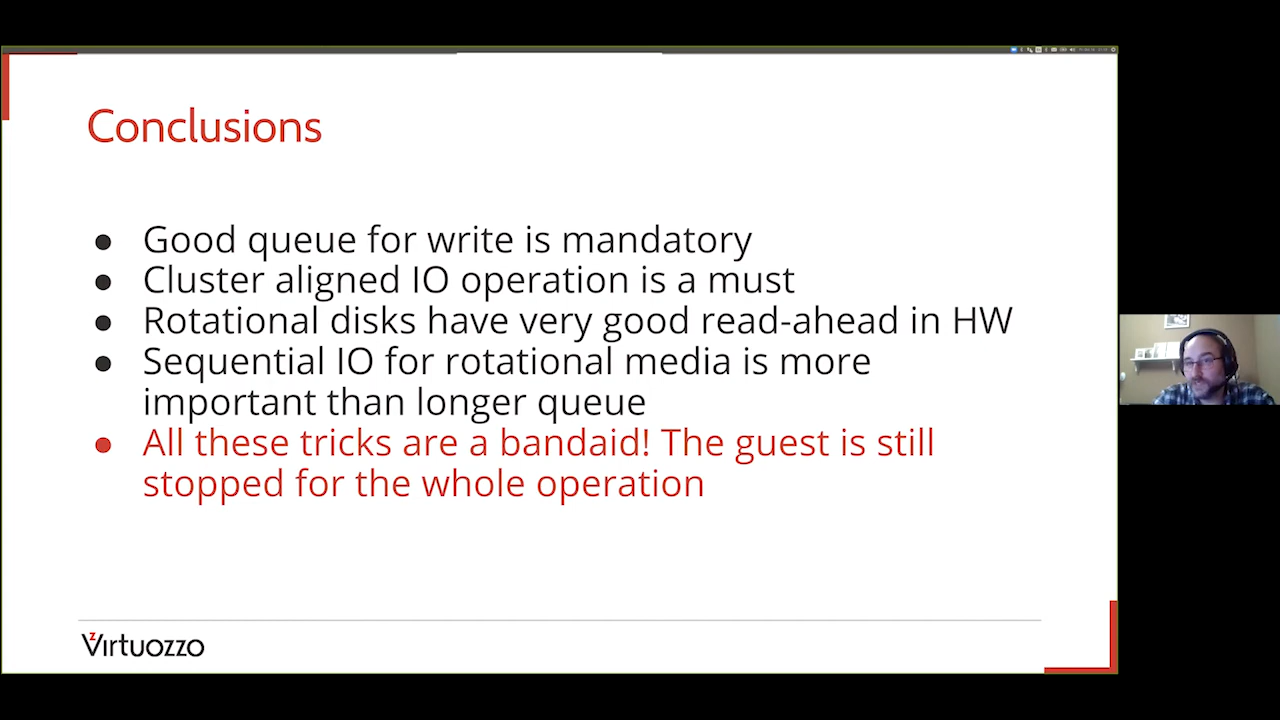 Conclusions
● Good queue for write is mandatory
● Cluster aligned IO operation is a must
● Rotational disks have very good read-ahead in HW
● Sequential IO for rotational media is more
important than longer queue
● All these tricks are a bandaid! The guest is still
stopped for the whole operation
Virtuozzo